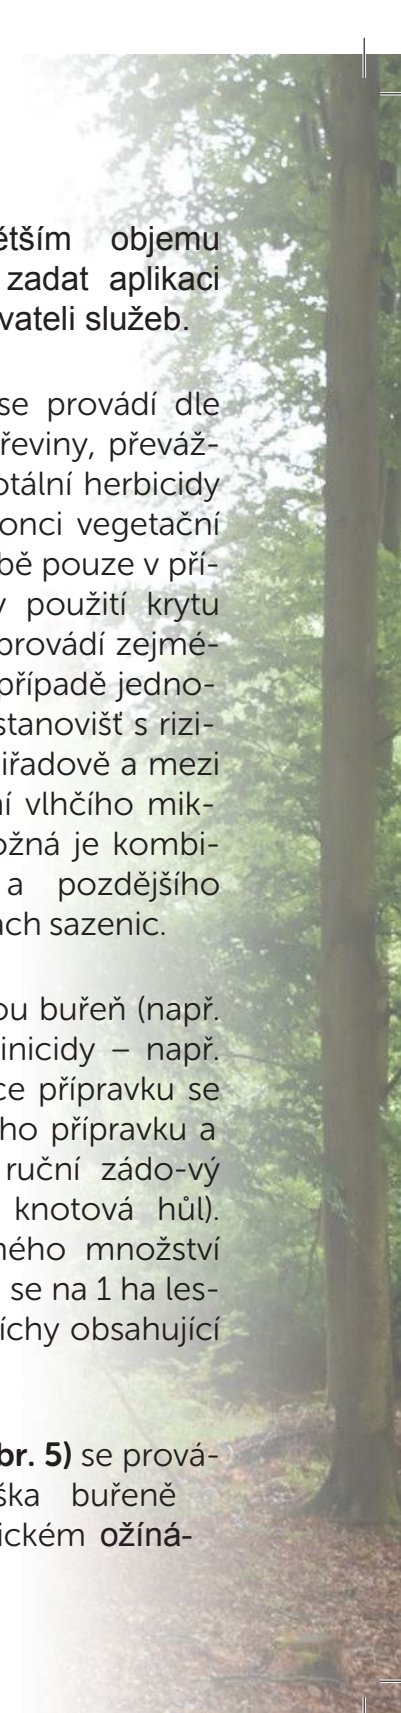 ětším objemu
zadat aplikaci
vateli služeb.
se provádí dle
řeviny, převáž-
otální herbicidy
onci vegetační
bě pouze v pří-
v použití krytu
provádí zejmé-
případě jedno-
stanovišť s rizi-
iřadově a mezi
ní vlhčího mik-
ožná je kombi-
a pozdějšího
ách sazenic.
ou buřeň (např.
inicidy – např.
ce přípravku se
ho přípravku a
ruční zádo-vý
knotová hůl).
ného množství
se na 1 ha les-
íchy obsahující
br. 5) se prová-
ška buřeně
ickém ožíná-